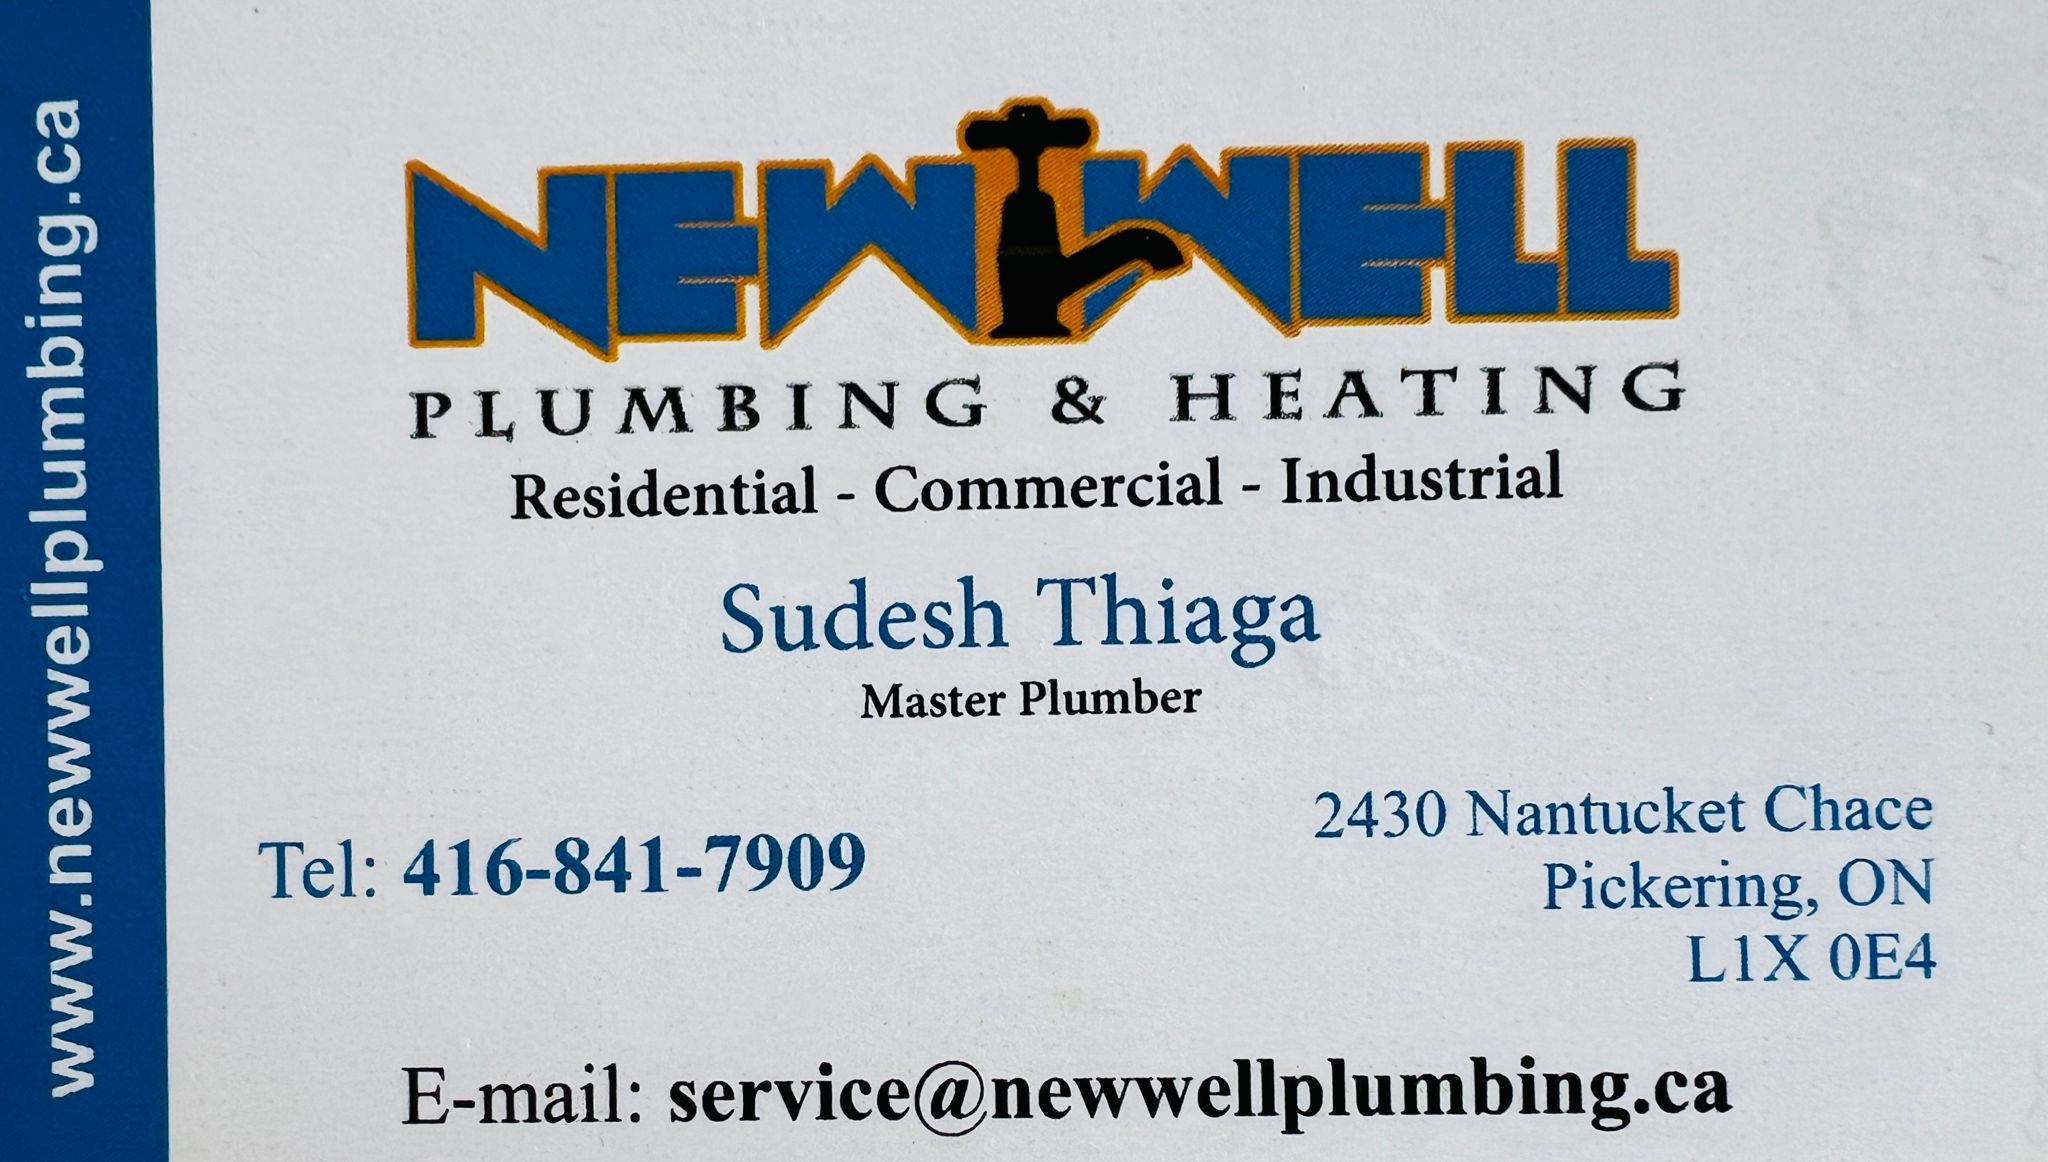 www.newwellplumbing.ca
NEWWELL
PLUMBING & HEATING
Residential - Commercial - Industrial
Sudesh Thiaga
Master Plumber
Tel: 416-841-7909
2430 Nantucket Chace
Pickering, ON
L1X 0E4
E-mail: service@newwellplumbing.ca